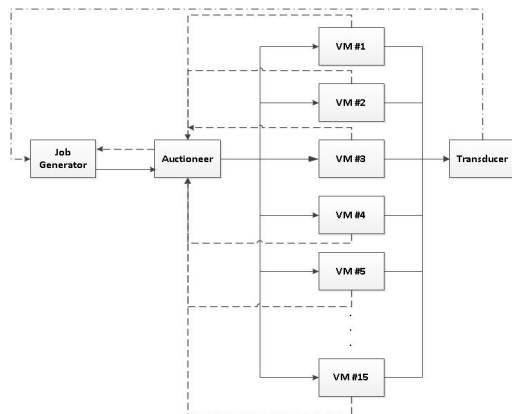 VM #1
VM #2
Job
Generator
Auctioneer
VM #3
Transducer
VM #4
VM #5
.
.
.
VM #15